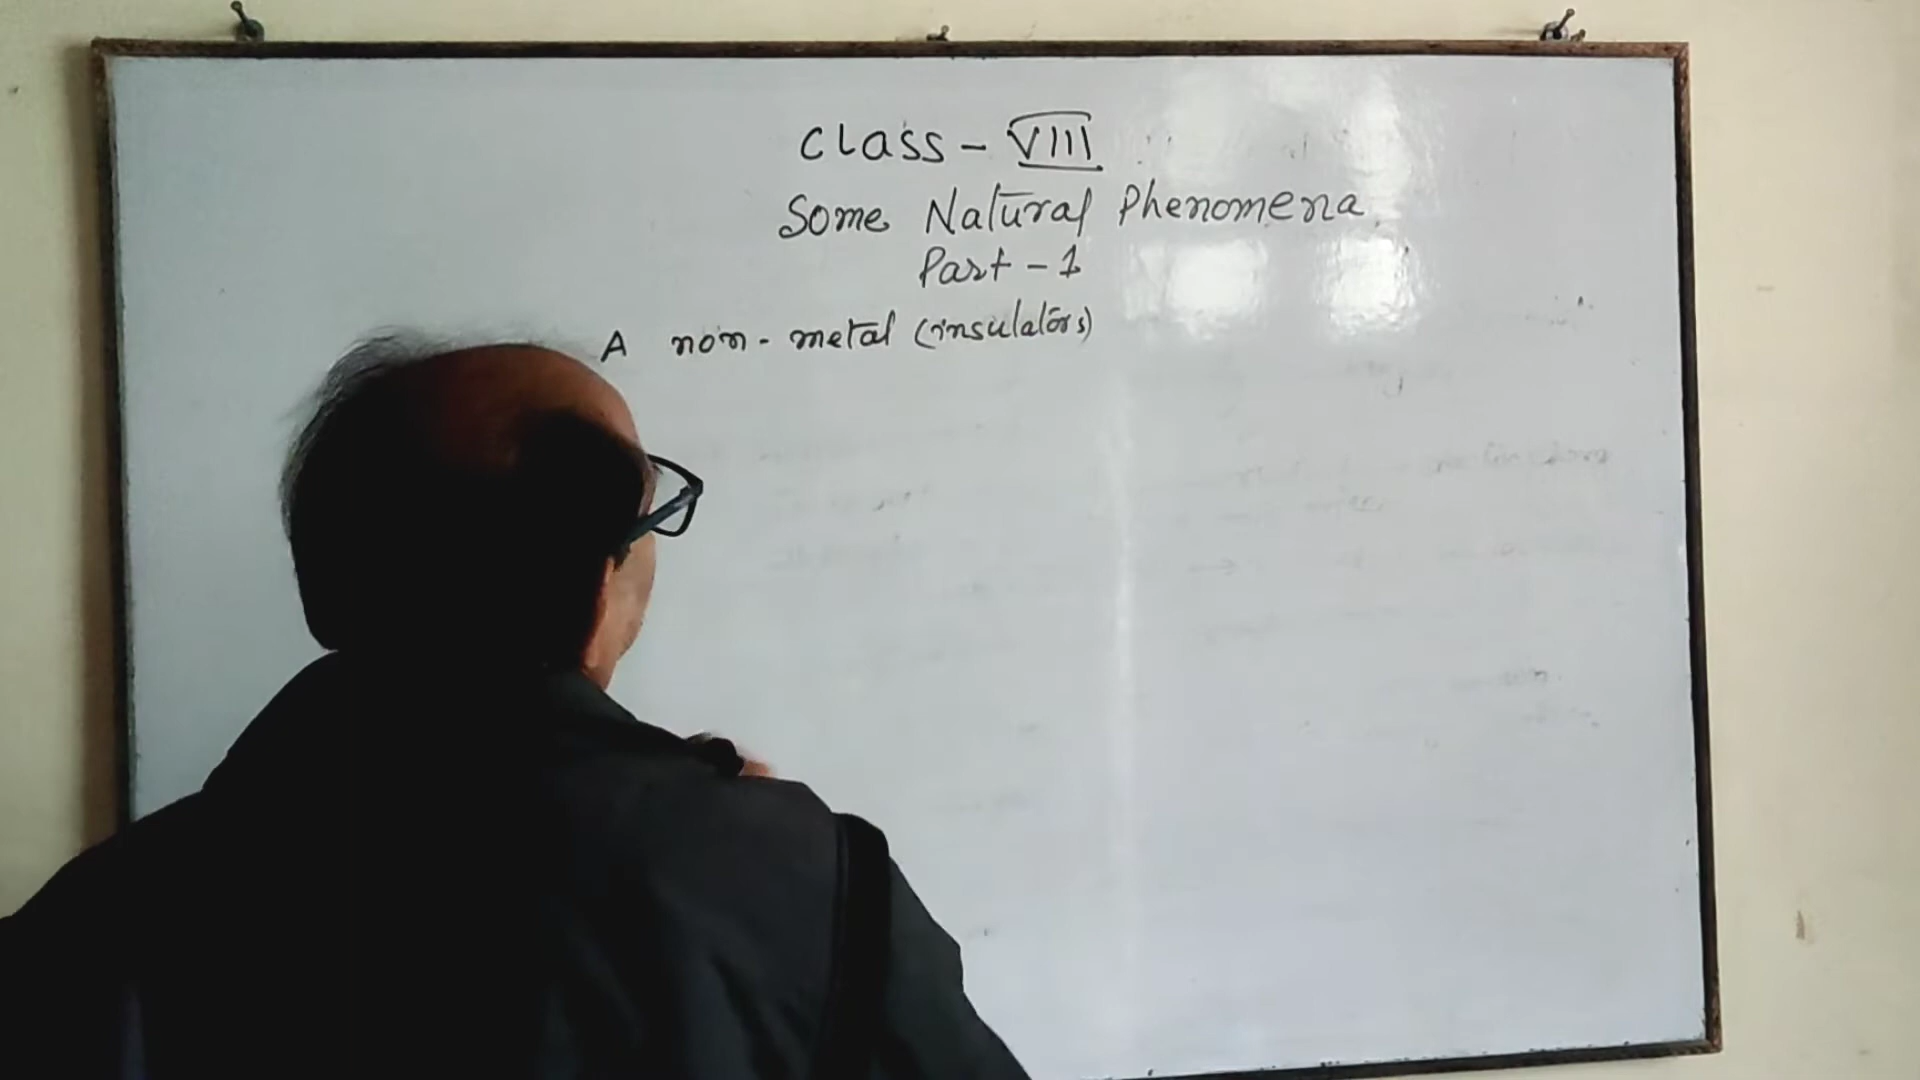 Class - VIII
Some Natural Phenomena
Part - 1
A non-metal (insulators)